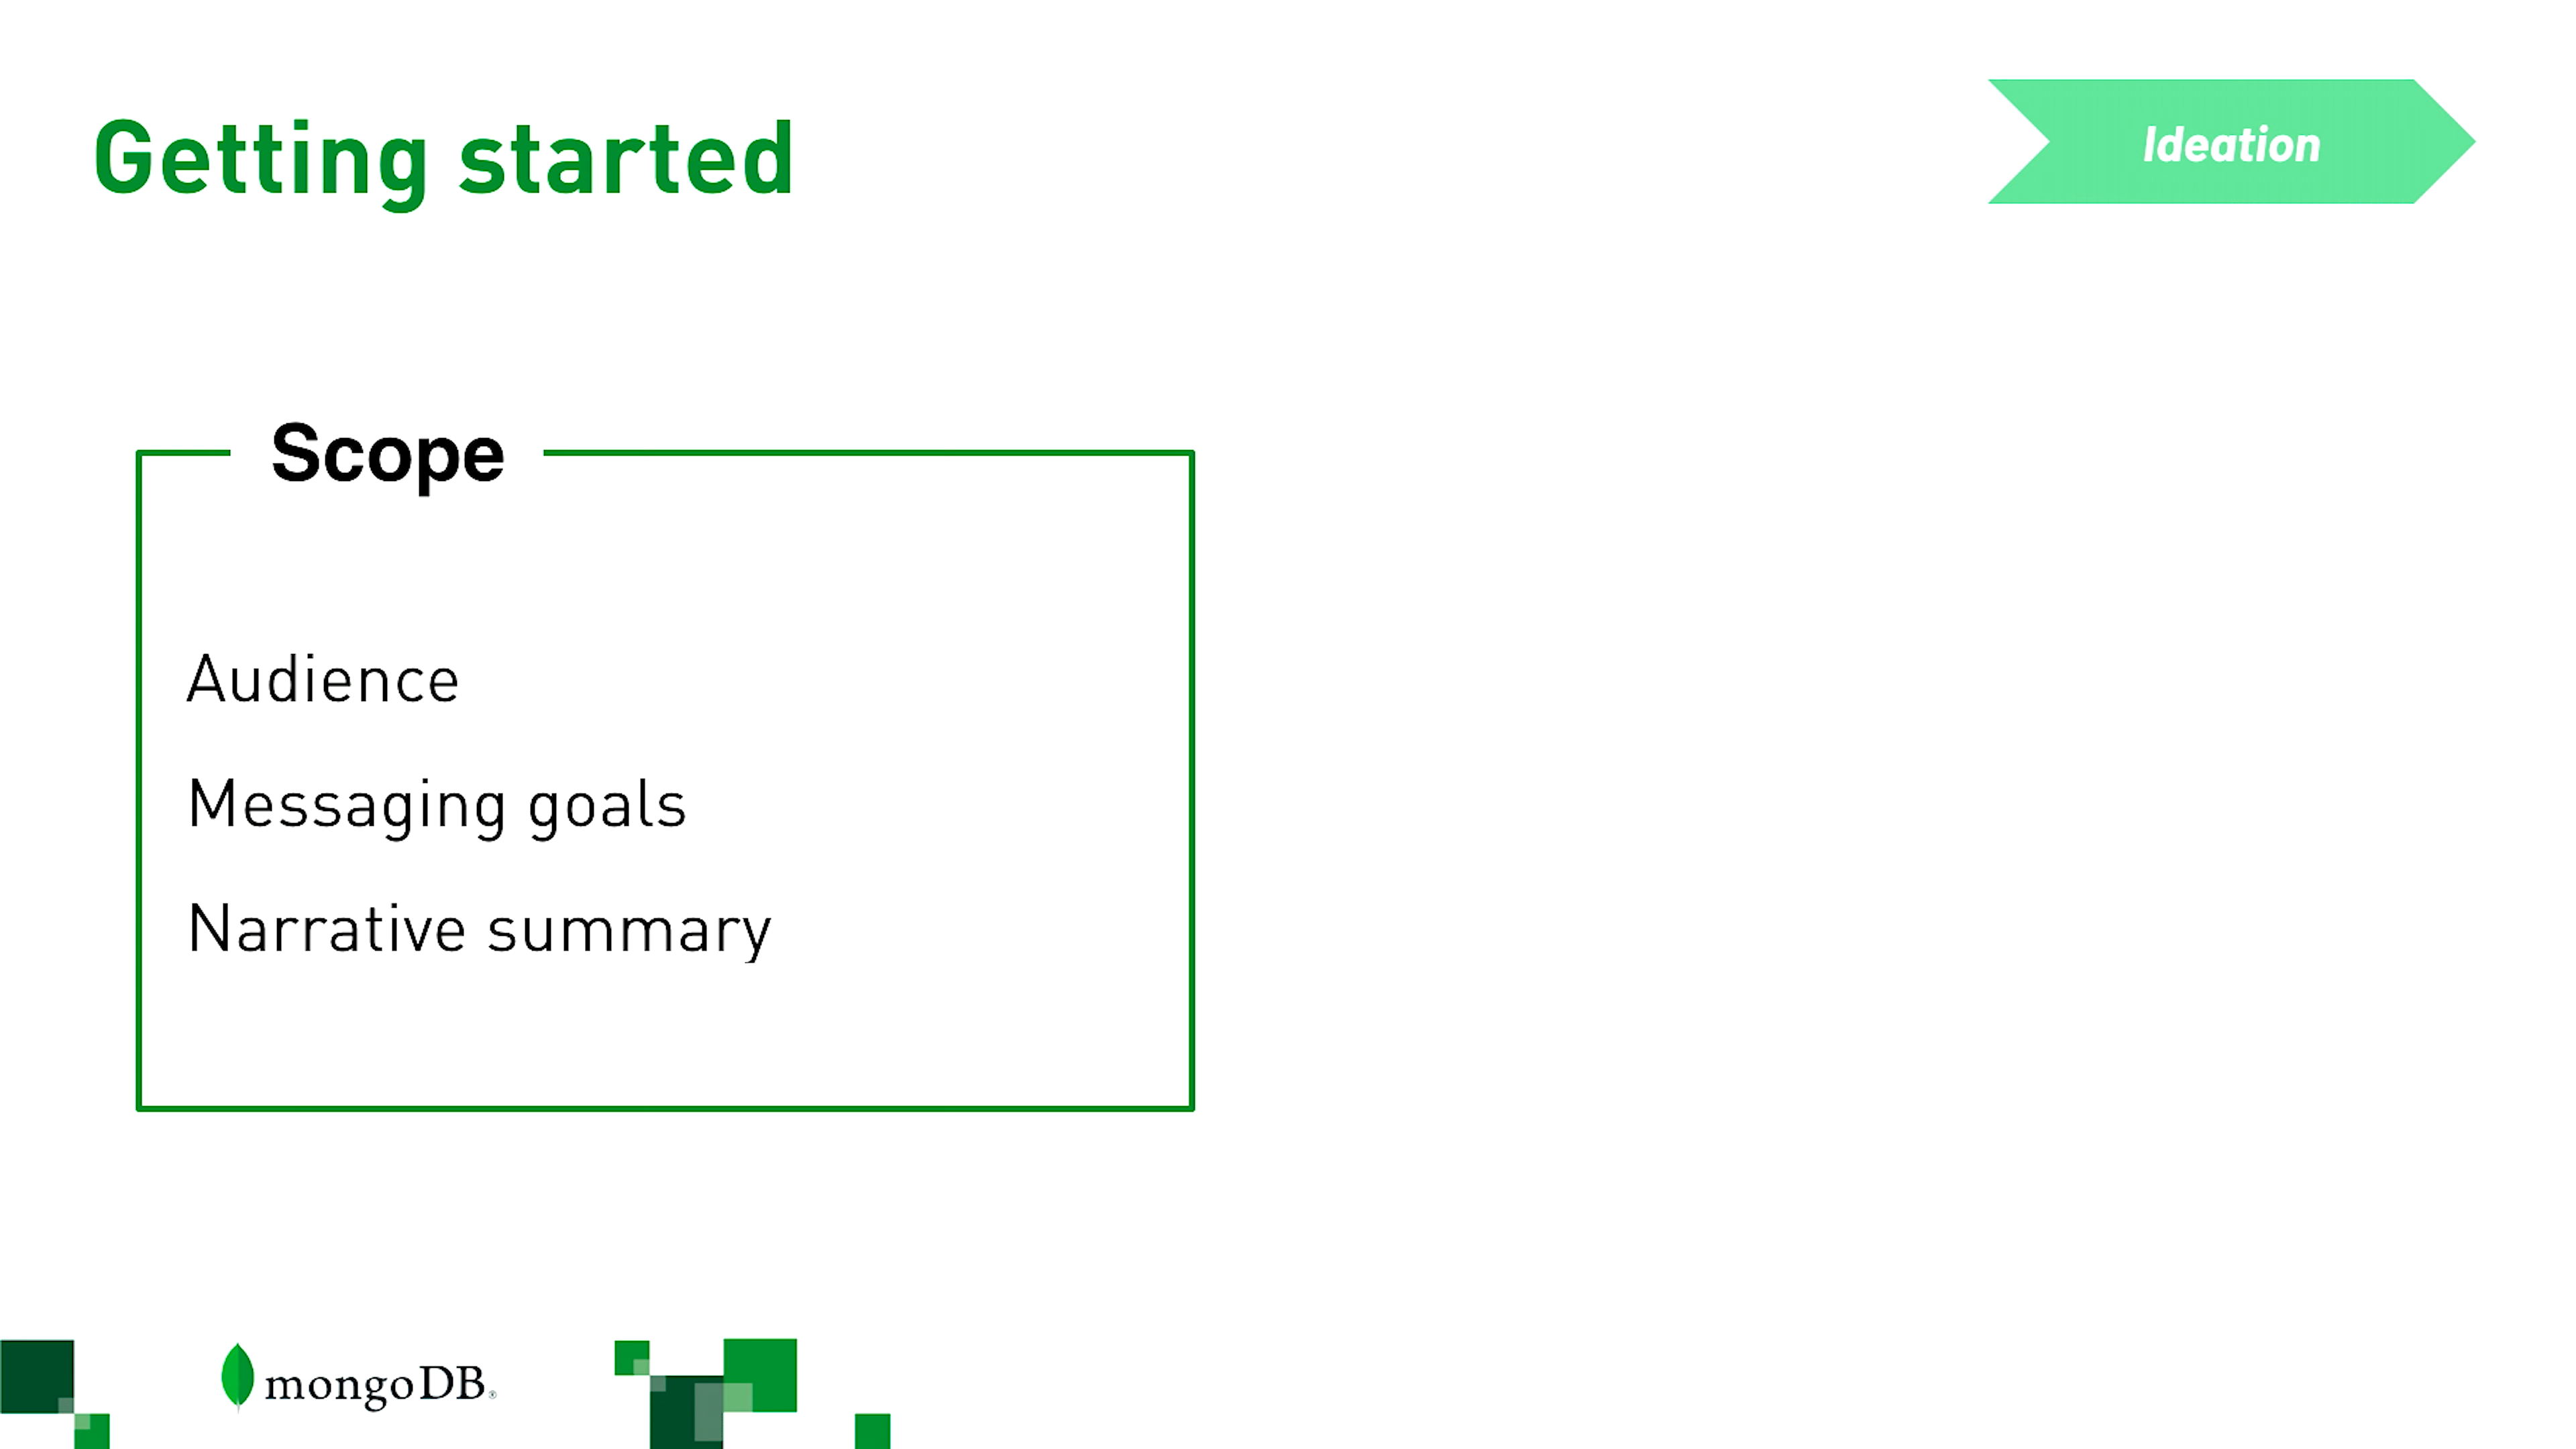 Getting started
Ideation
Scope
Audience
Messaging goals
Narrative summary
mongoDB®